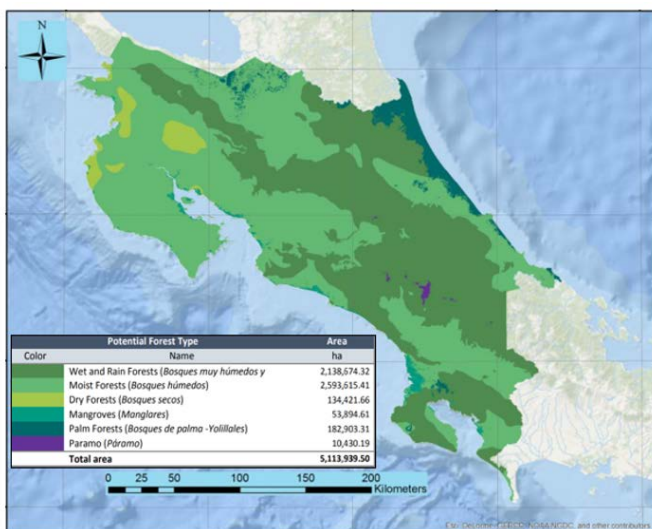 N
Potential Forest Type Area
Color Name ha
Wet and Rain Forests (Bosques muy húmedos y 2,138,674.32
Moist Forests (Bosques húmedos) 2,593,615.41
Dry Forests (Bosques secos) 134,421.66
Mangroves (Manglares) 53,894.61
Palm Forests (Bosques de palma -Yolillales) 182,903.31
Paramo (Páramo) 10,430.19
Total area 5,113,939.50
0 25 50 100 150 200
Kilometers
and other contributors